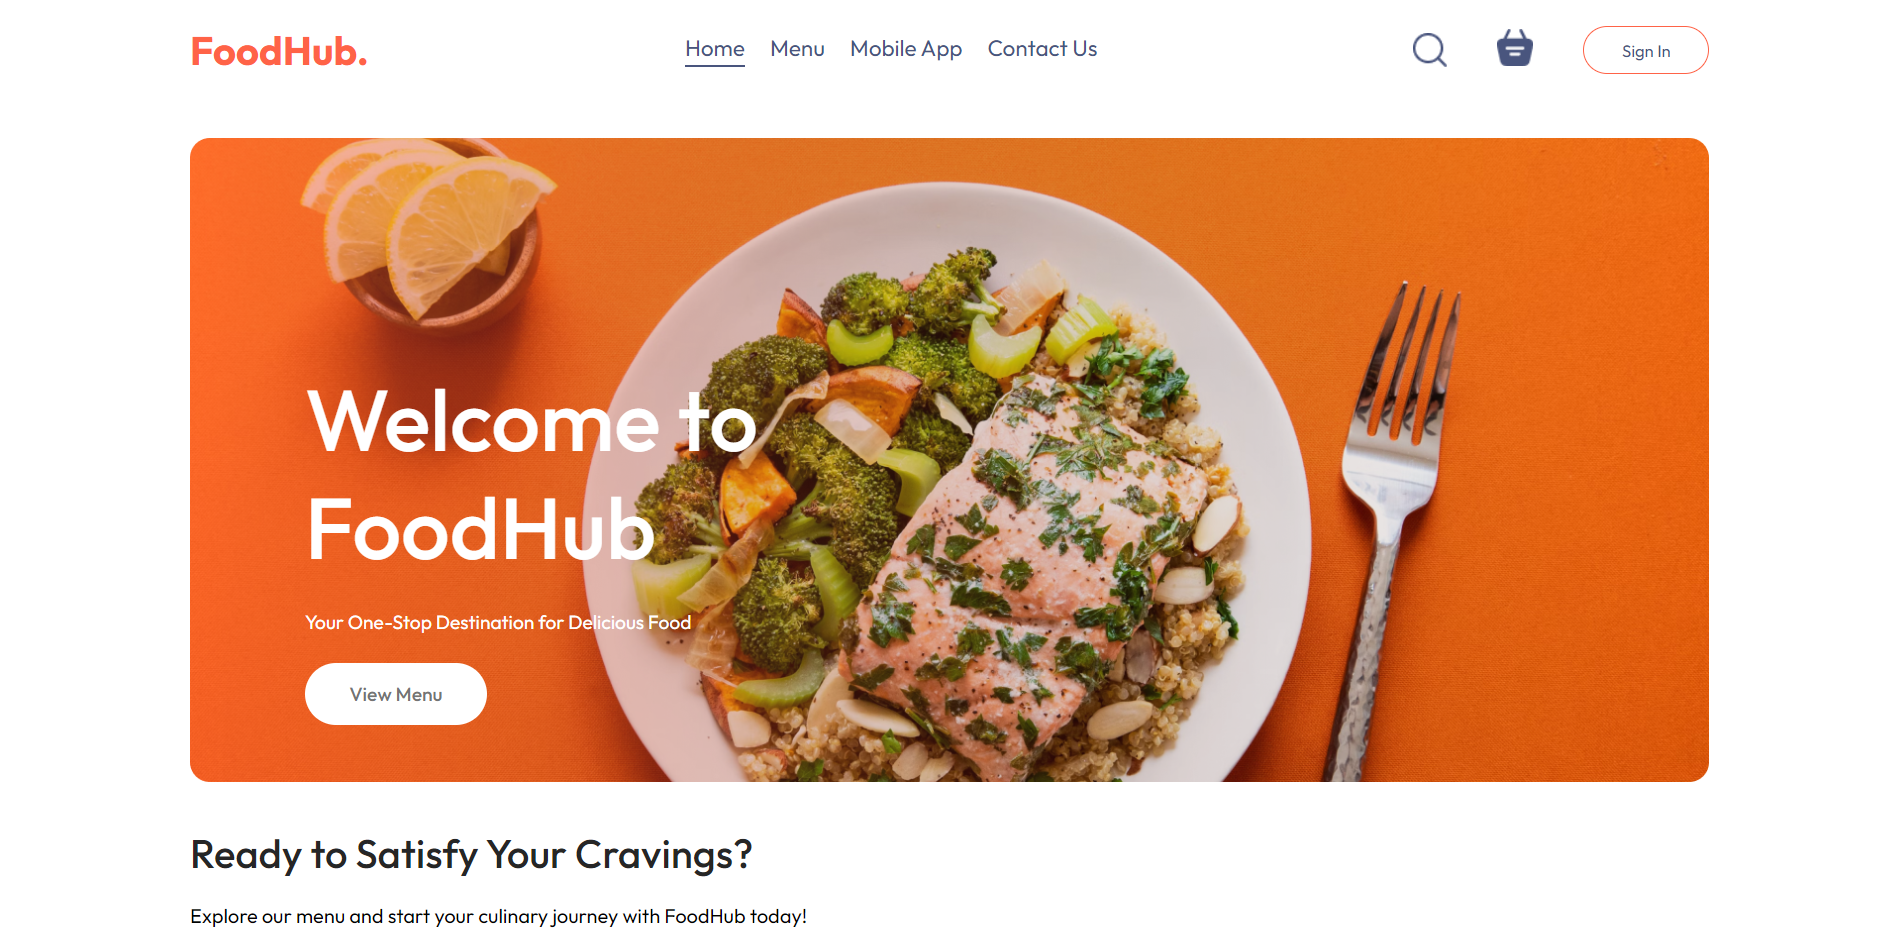 FoodHub.
Home Menu Mobile App Contact Us
Sign In
Welcome to
FoodHub
Your One-Stop Destination for Delicious Food
View Menu
Ready to Satisfy Your Cravings?
Explore our menu and start your culinary journey with FoodHub today!